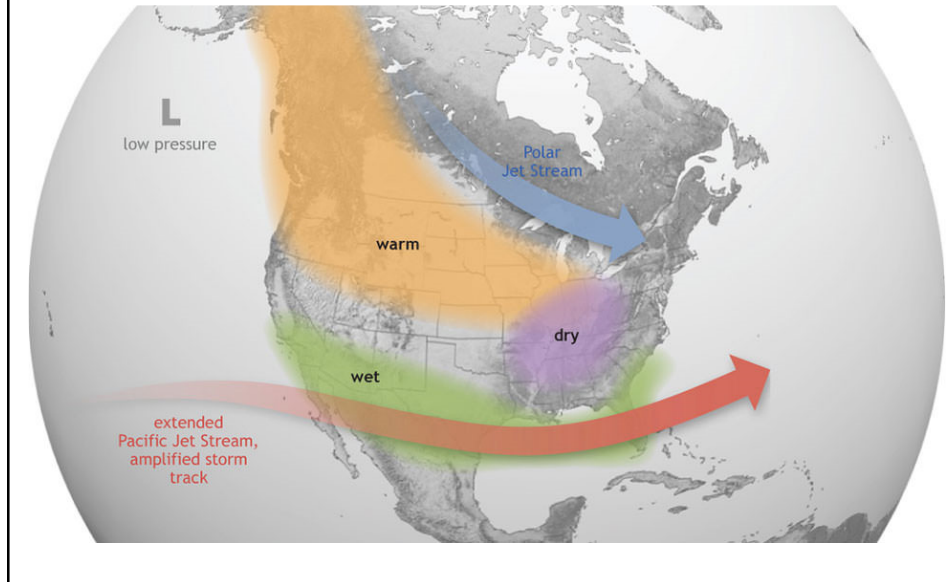 L
low pressure
Polar
Jet Stream
warm
dry
wet
extended
Pacific Jet Stream,
amplified storm
track